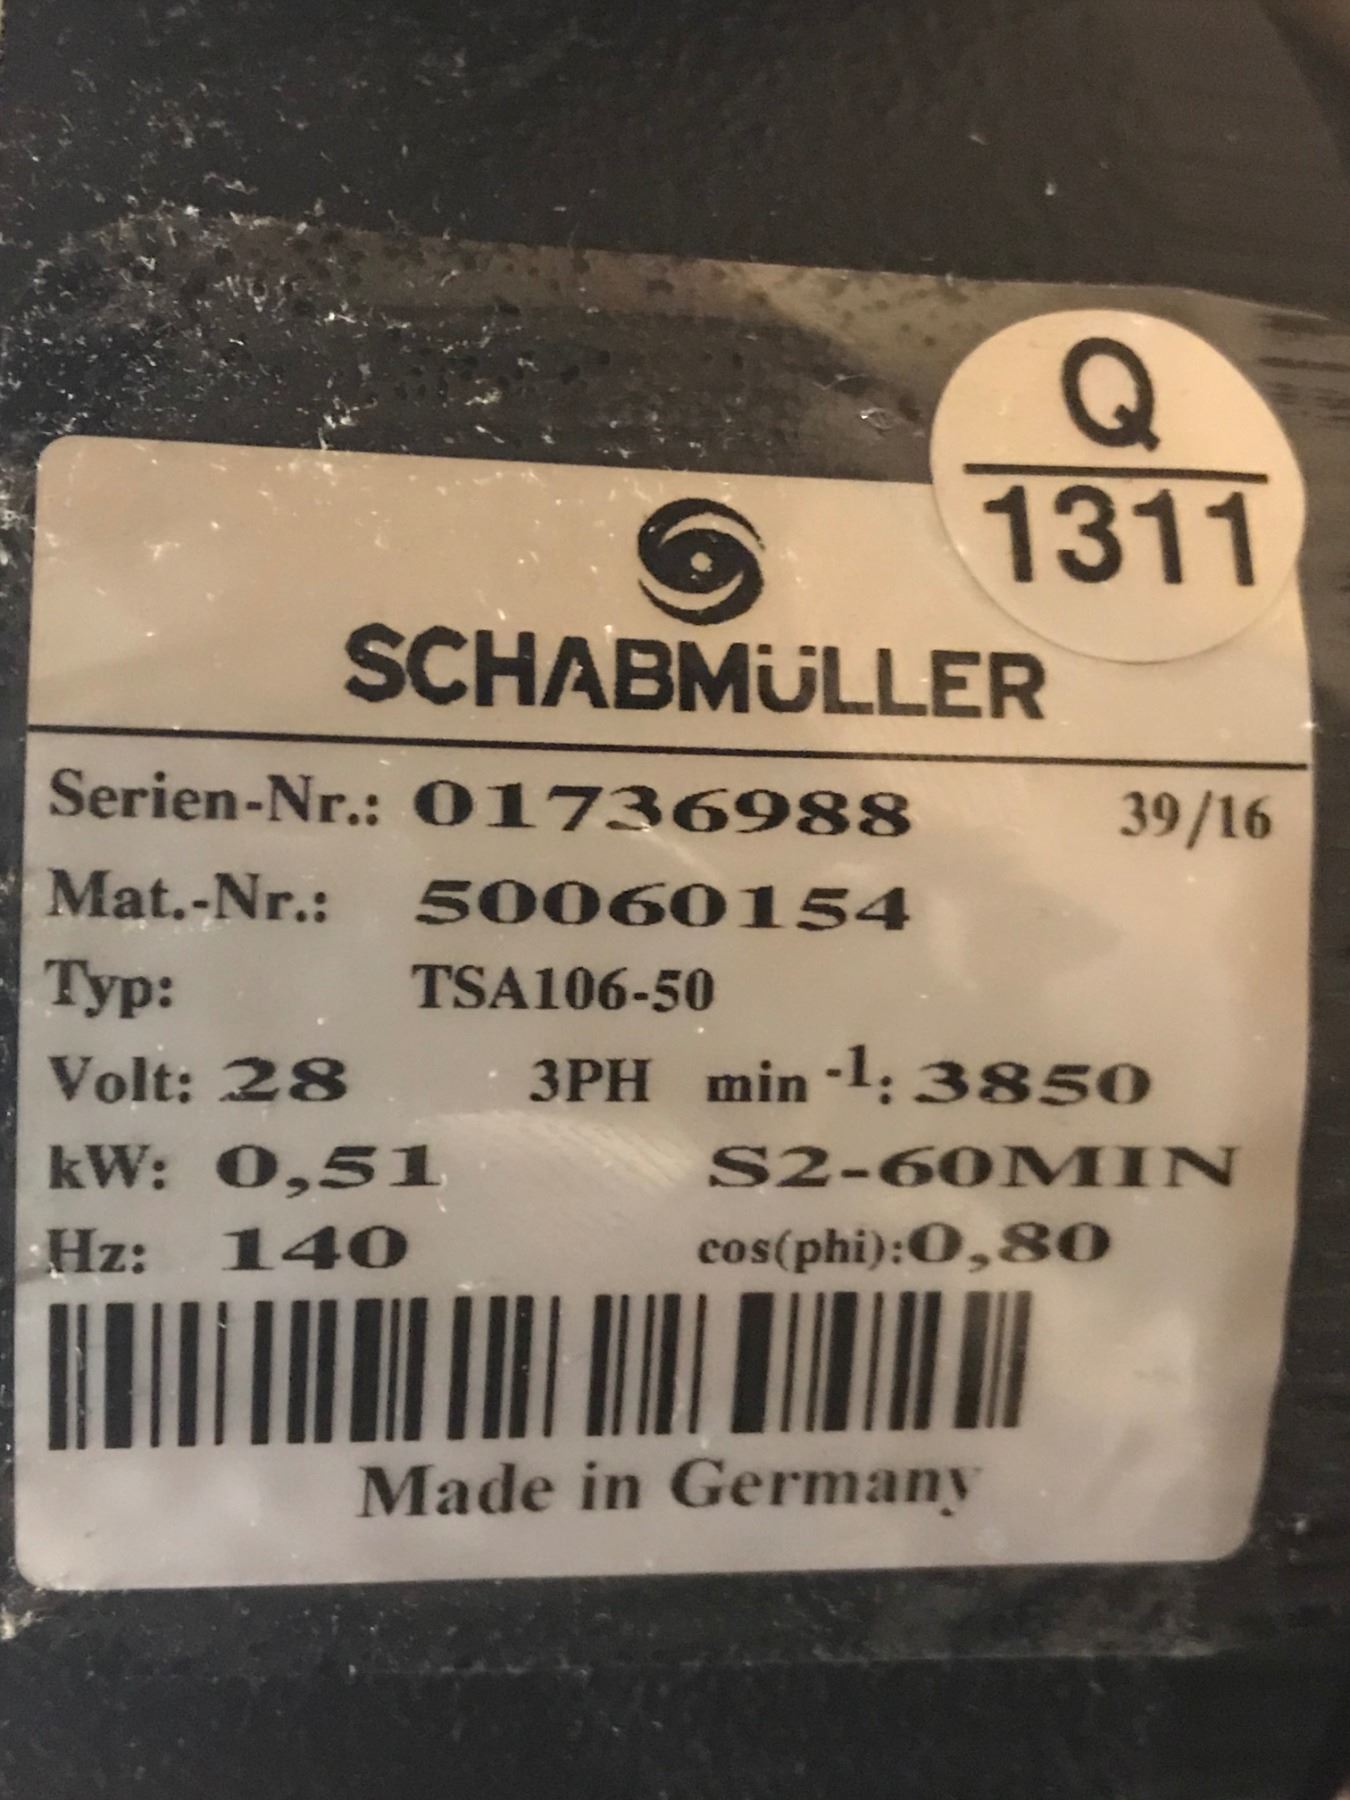 Q
1311
SCHABMÜLLER
Serien-Nr.: 01736988 39/16
Mat.-Nr.: 50060154
Typ: TSA106-50
Volt: 28 3PH min -1: 3850
kW: 0,51 S2-60MIN
Hz: 140 cos(phi):0,80
Made in Germany